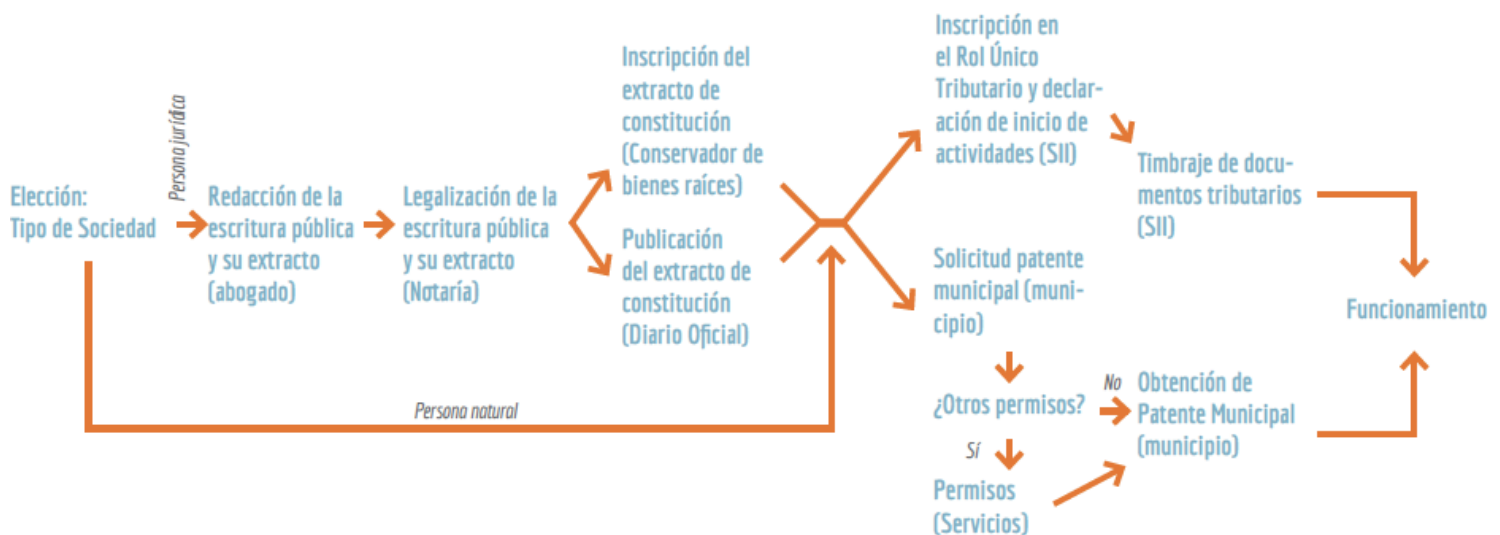 Elección:
Tipo de Sociedad
Persona jurídica
Redacción de la
escritura pública
y su extracto
(abogado)
Legalización de la
escritura pública
y su extracto
(Notaría)
Inscripción del
extracto de
constitución
(Conservador de
bienes raíces)
Publicación
del extracto de
constitución
(Diario Oficial)
Persona natural
Inscripción en
el Rol Único
Tributario y declar-
ación de inicio de
actividades (SII)
Timbraje de docu-
mentos tributarios
(SII)
Solicitud patente
municipal (muni-
cipio)
¿Otros permisos?
No
Sí
Permisos
(Servicios)
Obtención de
Patente Municipal
(municipio)
Funcionamiento